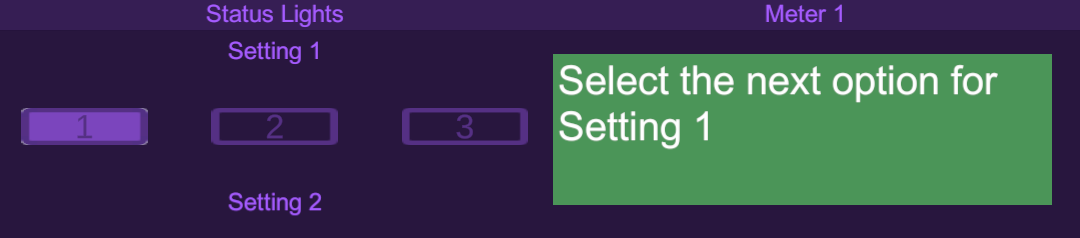 Status Lights
Meter 1
Setting 1
Select the next option for
Setting 1
1
2
3
Setting 2